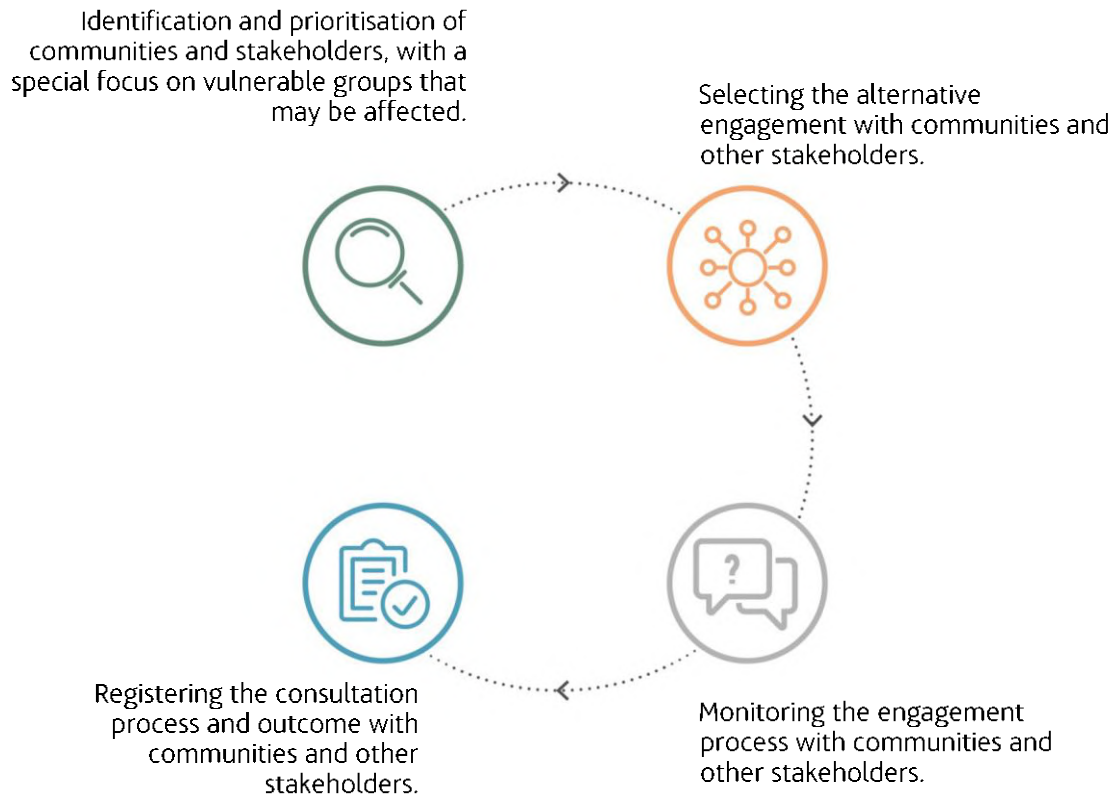 Identification and prioritisation of
communities and stakeholders, with a
special focus on vulnerable groups that
may be affected.
Selecting the alternative
engagement with communities and
other stakeholders.
?
Monitoring the engagement
process with communities and
other stakeholders.
Registering the consultation
process and outcome with
communities and other
stakeholders.